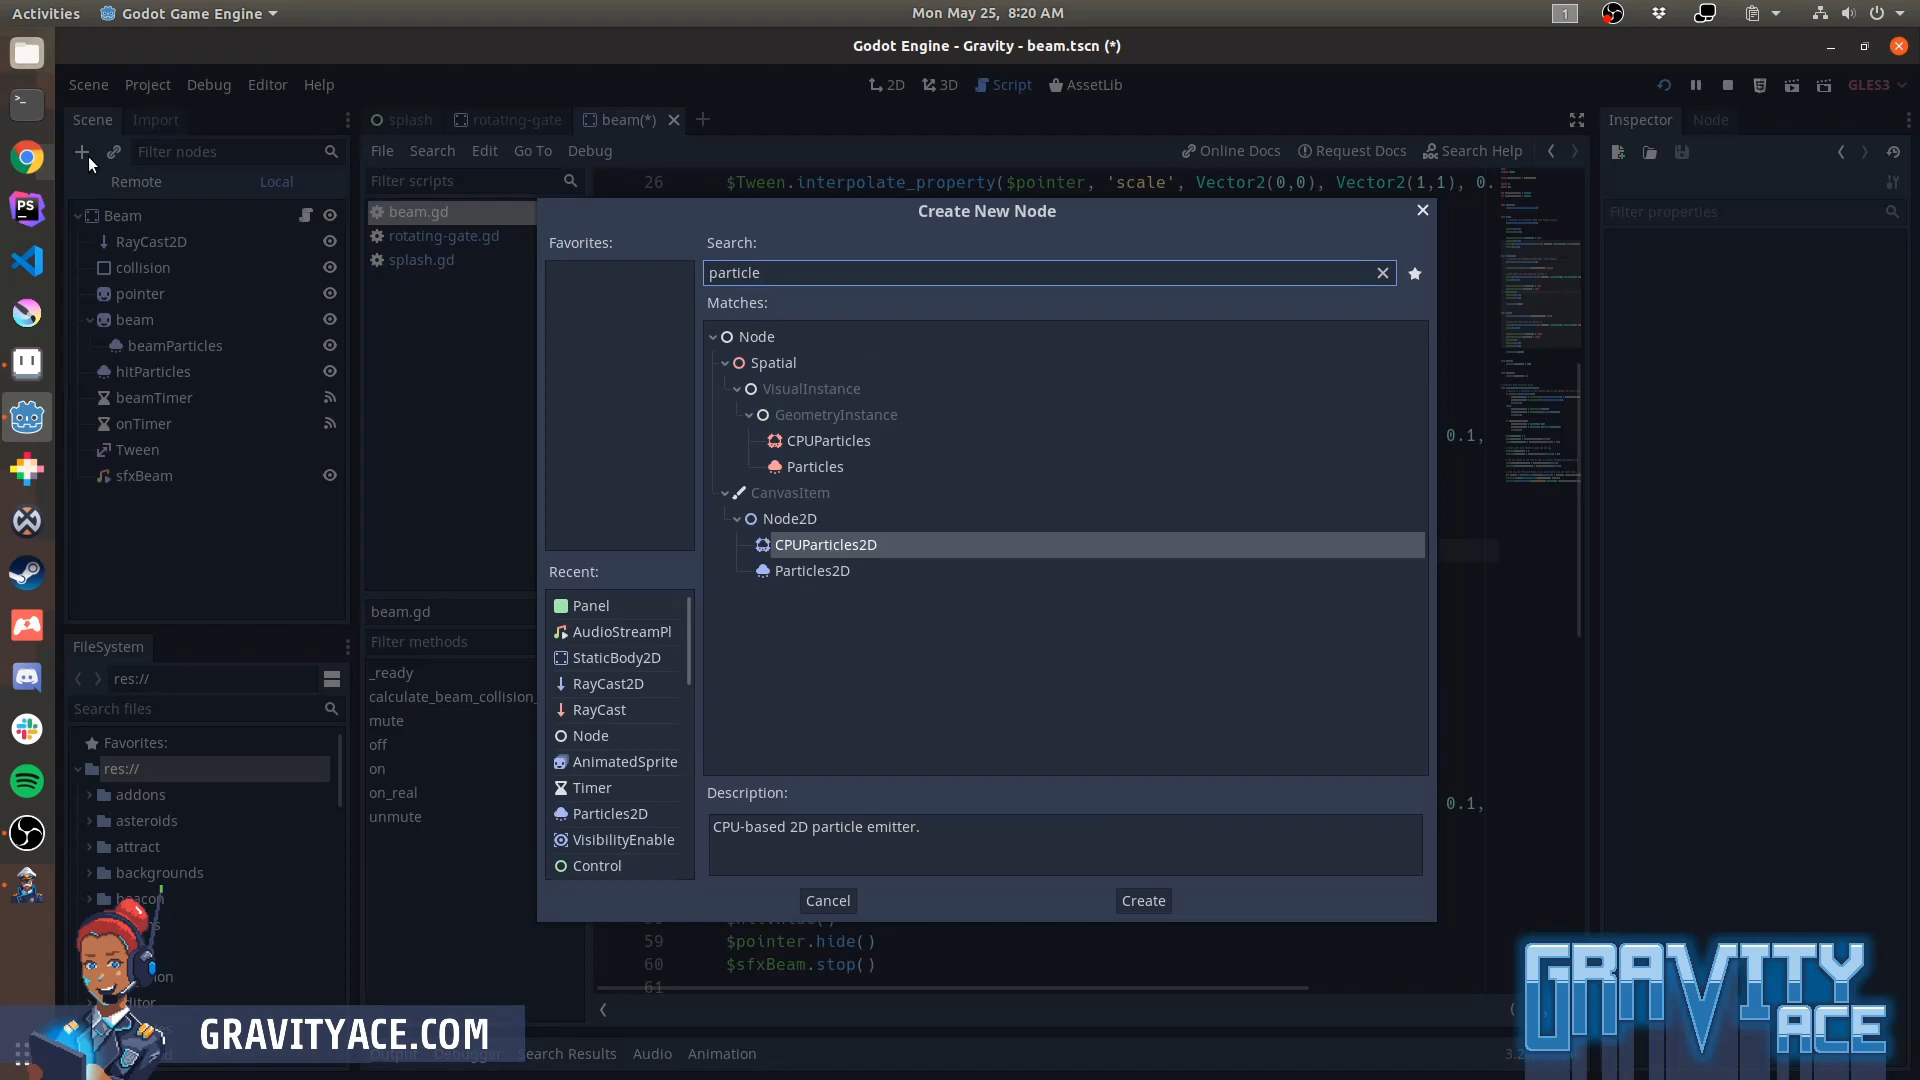 Activities
Godot Game Engine
Mon May 25, 8:20 AM
1
Godot Engine - Gravity - beam.tscn (*)
Scene Project Debug Editor Help
2D 3D Script AssetLib
GLES3
Scene Import
splash rotating-gate beam(*)
Inspector Node
Filter nodes
File Search Edit Go To Debug
Online Docs Request Docs Search Help
Remote Local
Filter scripts
26 $Tween.interpolate_property($pointer, 'scale', Vector2(0,0), Vector2(1,1), 0.
Filter properties
Beam
RayCast2D
collision
pointer
beam
beamParticles
hitParticles
beamTimer
onTimer
Tween
sfxBeam
beam.gd
rotating-gate.gd
splash.gd
Create New Node
Favorites:
Search:
particle
Matches:
Node
Spatial
VisualInstance
GeometryInstance
CPUParticles
Particles
CanvasItem
Node2D
CPUParticles2D
Particles2D
0.1,
0.1,
Recent:
Panel
AudioStreamPl
StaticBody2D
RayCast2D
RayCast
Node
AnimatedSprite
Timer
Particles2D
VisibilityEnable
Control
Description:
CPU-based 2D particle emitter.
Cancel Create
beam.gd
Filter methods
_ready
calculate_beam_collision_
mute
off
on
on_real
unmute
FileSystem
res://
Search files
Favorites:
res://
addons
asteroids
attract
backgrounds
beacon
59 $pointer.hide()
60 $sfxBeam.stop()
61
Output Debugger Search Results Audio Animation
PS
GRAVITYACE.COM
GRAVITY
ACE